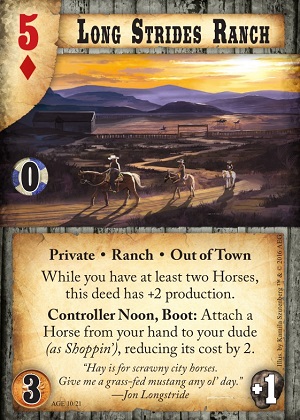 5
LONG STRIDES RANCH
0
Private • Ranch • Out of Town
While you have at least two Horses,
this deed has +2 production.
Controller Noon, Boot: Attach a
Horse from your hand to your dude
(as Shoppin'), reducing its cost by 2.
"Hay is for scrawny city horses.
Give me a grass-fed mustang any ol' day."
—Jon Longstride
3
AGE 10/21
+1